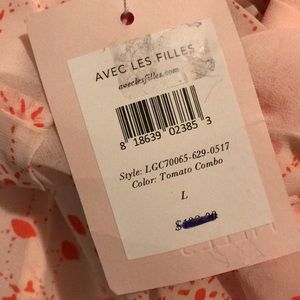 AVEC LES FILLES
aveclesfilles.com
8 18639 02385 3
Style: LGC70065-629-0517
Color: Tomato Combo
L